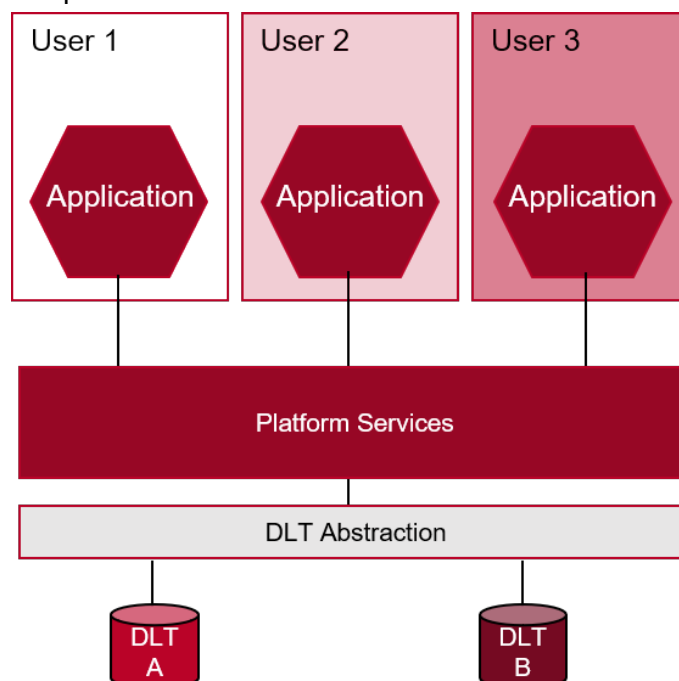 User 1
User 2
User 3
Application
Application
Application
Platform Services
DLT Abstraction
DLT
A
DLT
B